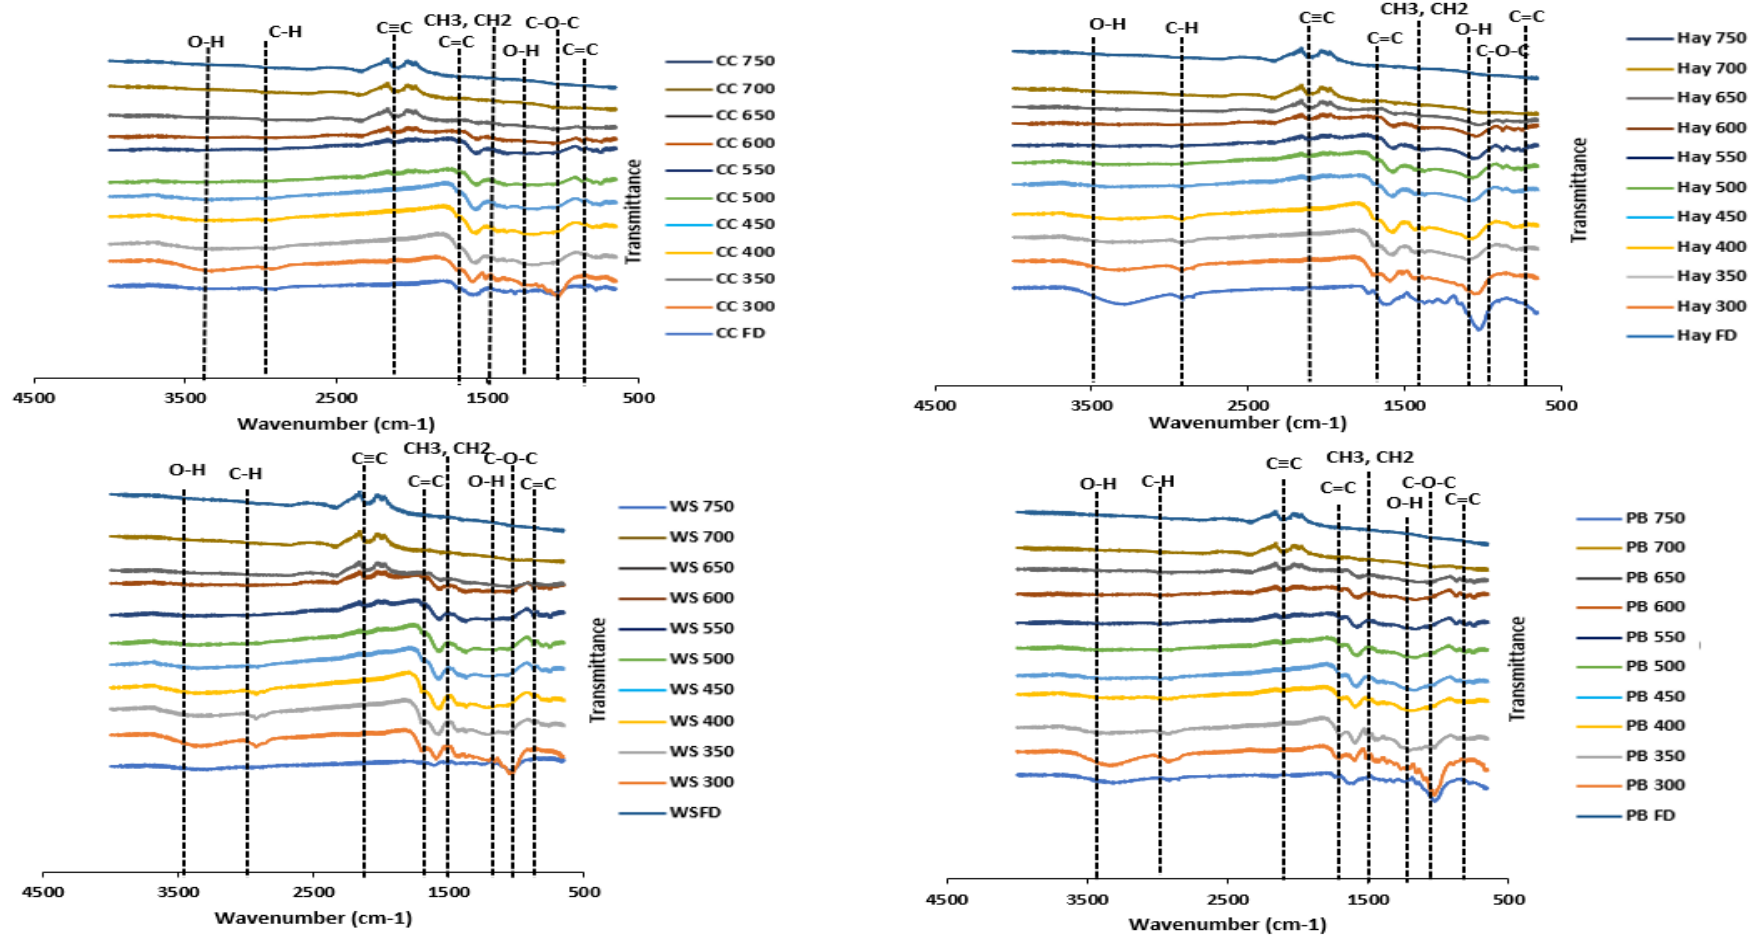 CH3, CH2
C≡C
C-O-C
C-H
O-H
C=C
O-H
C=C
CC 750
CC 700
CC 650
CC 600
CC 550
CC 500
CC 450
CC 400
CC 350
CC 300
CC FD
Transmittance
4500 3500 2500 1500 500
Wavenumber (cm-1)
CH3, CH2
C≡C
C=C
O-H
C-H
O-H
C=C
C-O-C
Hay 750
Hay 700
Hay 650
Hay 600
Hay 550
Hay 500
Hay 450
Hay 400
Hay 350
Hay 300
Hay FD
Transmittance
4500 3500 2500 1500 500
Wavenumber (cm-1)
CH3, CH2
C≡C
C-O-C
O-H
C-H
C=C
O-H
C=C
WS 750
WS 700
WS 650
WS 600
WS 550
WS 500
WS 450
WS 400
WS 350
WS 300
WSFD
Transmittance
4500 3500 2500 1500 500
Wavenumber (cm-1)
CH3, CH2
C≡C
O-H
C-H
C=C
C-O-C
O-H
C=C
PB 750
PB 700
PB 650
PB 600
PB 550
PB 500
PB 450
PB 400
PB 350
PB 300
PB FD
Transmittance
4500 3500 2500 1500 500
Wavenumber (cm-1)